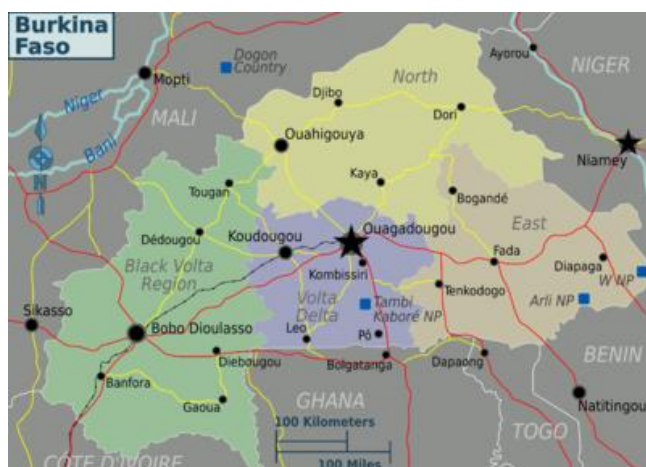 Burkina
Faso
Dogon
Country
Ayorou
NIGER
Mopti
North
Djibo
Niger
MALI
Dori
Bani
Ouahigouya
Niamey
N
Kaya
Tougan
Bogandé
Ouagadougou
East
Dédougou
Koudougou
Fada
Black Volta
Region
Kombissiri
Diapaga
W NP
Tenkodogo
Sikasso
Volta
Delta
Tambi
Kaboré NP
Arli NP
Bobo Dioulasso
Leo
Pô
BENIN
Diebougou
Bolgatanga
Dapaong
Banfora
Gaoua
GHANA
Natitingou
100 Kilometers
TOGO
100 Miles
CÔTE D'IVOIRE